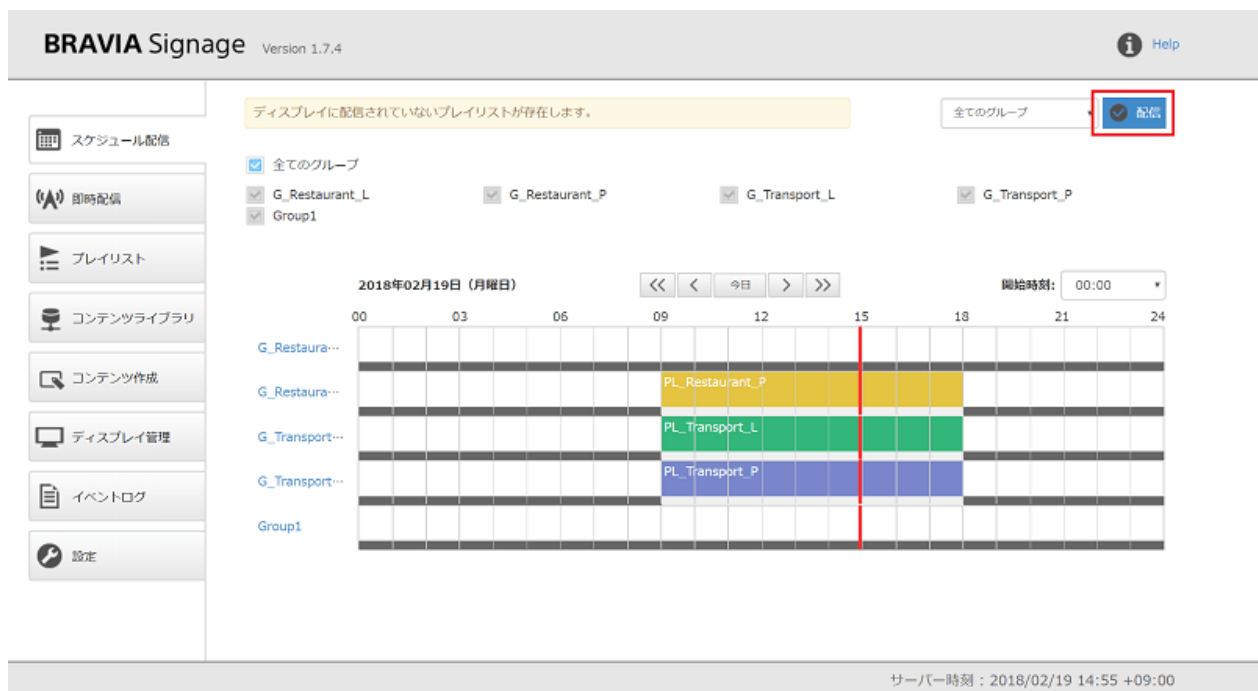 BRAVIA Signage Version 1.7.4
Help
ディスプレイに配信されていないプレイリストが存在します。
全てのグループ
配信
スケジュール配信
即時配信
プレイリスト
コンテンツライブラリ
コンテンツ作成
ディスプレイ管理
イベントログ
設定
全てのグループ
G_Restaurant_L G_Restaurant_P G_Transport_L G_Transport_P
Group1
2018年02月19日（月曜日）
今日
開始時刻: 00:00
00 03 06 09 12 15 18 21 24
G_Restaura…
G_Restaura… PL_Restaurant_P
G_Transport… PL_Transport_L
G_Transport… PL_Transport_P
Group1
サーバー時刻：2018/02/19 14:55 +09:00